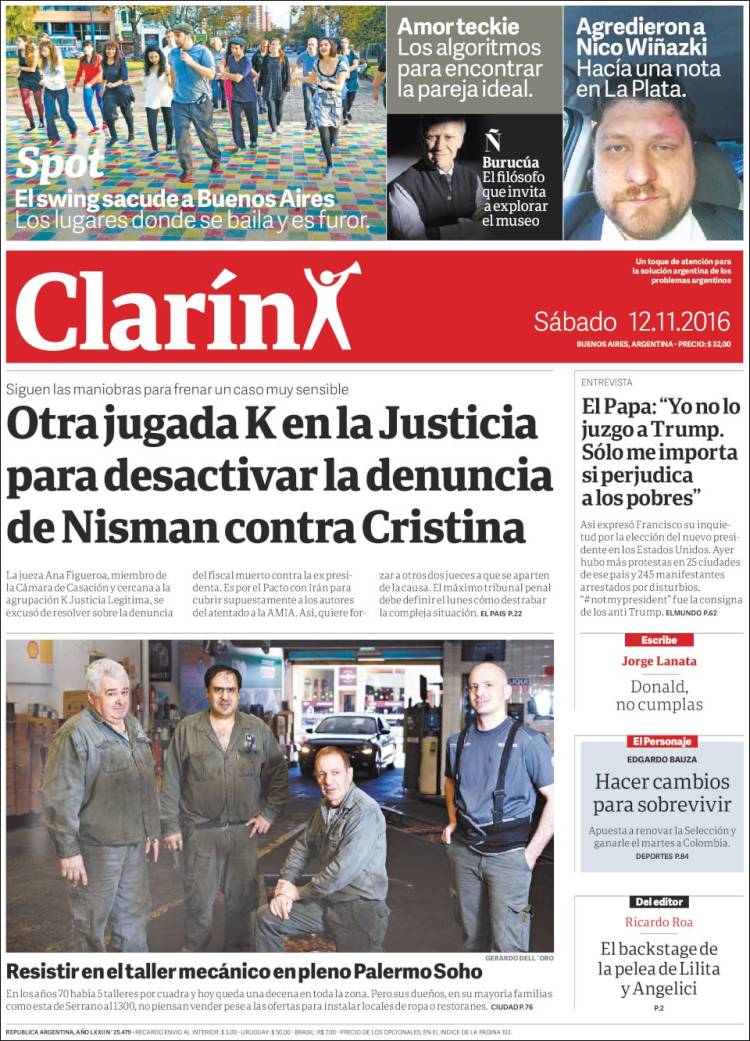 Spot
El swing sacude a Buenos Aires
Los lugares donde se baila y es furor.
Amor teckie
Los algoritmos
para encontrar
la pareja ideal.
Ñ
Burucúa
El filósofo
que invita
a explorar
el museo
Agredieron a
Nico Wiñazki
Hacía una nota
en La Plata.
Clarín
Un toque de atención para
la solución argentina de los
problemas argentinos
Sábado 12.11.2016
BUENOS AIRES, ARGENTINA - PRECIO: $ 32,00
Siguen las maniobras para frenar un caso muy sensible
Otra jugada K en la Justicia
para desactivar la denuncia
de Nisman contra Cristina
La jueza Ana Figueroa, miembro de
la Cámara de Casación y cercana a la
agrupación K Justicia Legítima, se
excusó de resolver sobre la denuncia
del fiscal muerto contra la ex presi-
denta. Es por el Pacto con Irán para
cubrir supuestamente a los autores
del atentado a la AMIA. Así, quiere for-
zar a otros dos jueces a que se aparten
de la causa. El máximo tribunal penal
debe definir el lunes cómo destrabar
la compleja situación. EL PAIS P.22
ENTREVISTA
El Papa: “Yo no lo
juzgo a Trump.
Sólo me importa
si perjudica
a los pobres”
Así expresó Francisco su inquie-
tud por la elección del nuevo presi-
dente en los Estados Unidos. Ayer
hubo más protestas en 25 ciudades
de ese país y 245 manifestantes
arrestados por disturbios.
“#notmypresident” fue la consigna
de los anti Trump. EL MUNDO P.62
Escribe
Jorge Lanata
Donald,
no cumplas
El Personaje
EDGARDO BAUZA
Hacer cambios
para sobrevivir
Apuesta a renovar la Selección y
ganarle el martes a Colombia.
DEPORTES P.84
Del editor
Ricardo Roa
El backstage de
la pelea de Lilita
y Angelici
P.2
GERARDO DELL´ORO
Resistir en el taller mecánico en pleno Palermo Soho
En los años 70 había 5 talleres por cuadra y hoy queda una decena en toda la zona. Pero sus dueños, en su mayoría familias
como esta de Serrano al 1300, no piensan vender pese a las ofertas para instalar locales de ropa o restoranes. CIUDAD P.76
REPUBLICA ARGENTINA, AÑO LXXII N° 25.479 - RECARGO ENVIO AL INTERIOR: $ 3,00 - URUGUAY: $ 50,00 - BRASIL: R$ 7,00 - PRECIO DE LOS OPCIONALES, EN EL INDICE DE LA PAGINA 102.